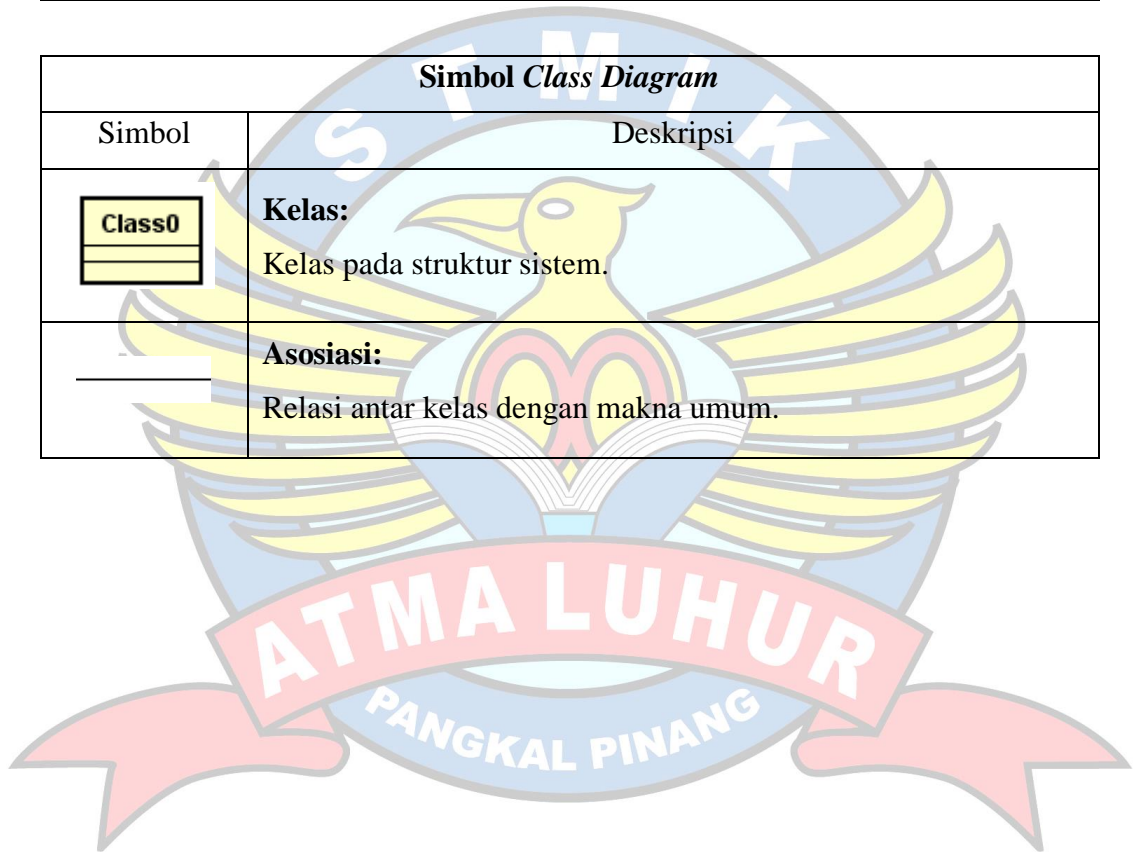 Simbol Class Diagram
Simbol Deskripsi
Class0
Kelas:
Kelas pada struktur sistem.
Asosiasi:
Relasi antar kelas dengan makna umum.
STMIK
ATMA LUHUR
PANGKAL PINANG